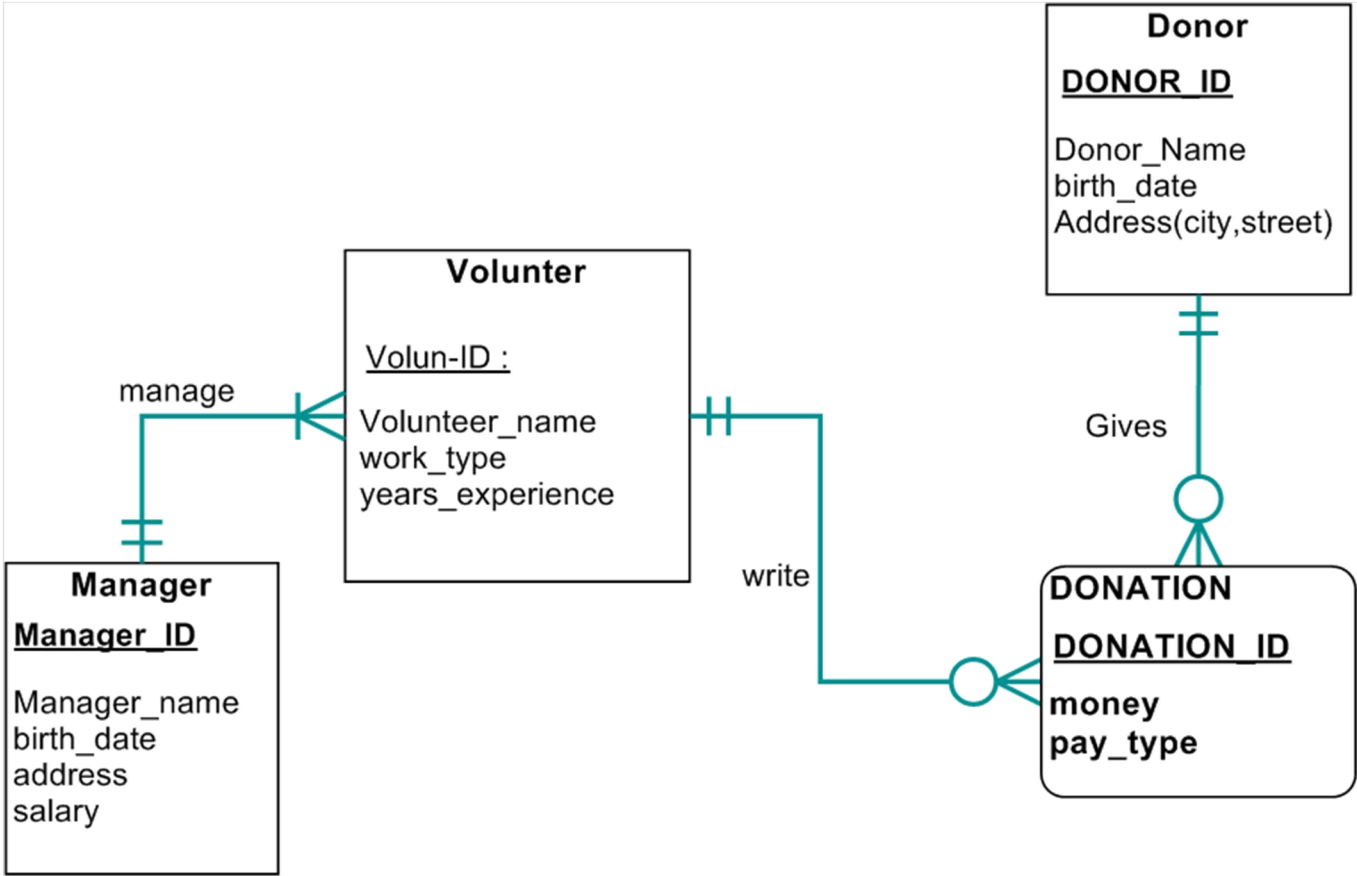 Donor
DONOR_ID
Donor_Name
birth_date
Address(city,street)
Volunter
Volun-ID :
Volunteer_name
work_type
years_experience
manage
Gives
write
Manager
Manager_ID
Manager_name
birth_date
address
salary
DONATION
DONATION_ID
money
pay_type